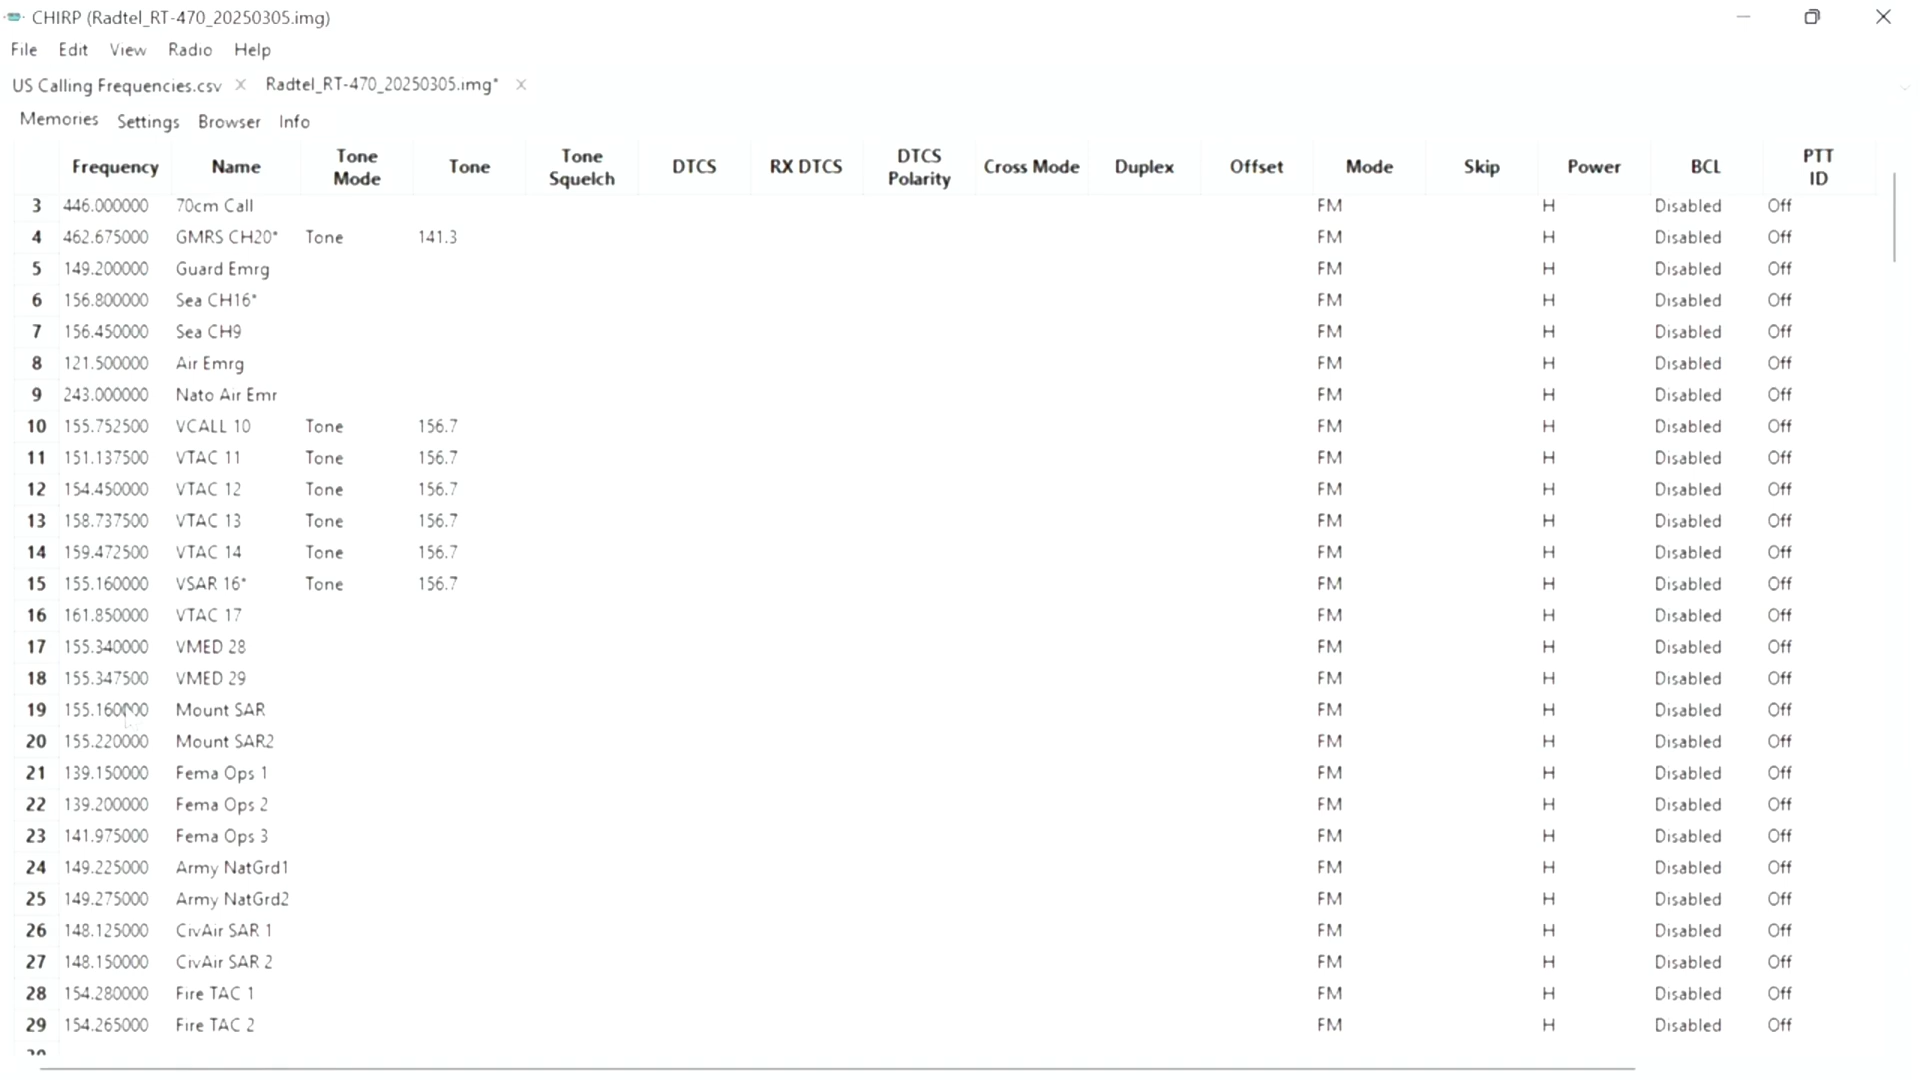 CHIRP (Radtel_RT-470_20250305.img)
File Edit View Radio Help
US Calling Frequencies.csv Radtel_RT-470_20250305.img*
Memories Settings Browser Info
Frequency Name Tone Mode Tone Tone Squelch DTCS RX DTCS DTCS Polarity Cross Mode Duplex Offset Mode Skip Power BCL PTT ID
3 446.000000 70cm Call FM H Disabled Off
4 462.675000 GMRS CH20* Tone 141.3 FM H Disabled Off
5 149.200000 Guard Emrg FM H Disabled Off
6 156.800000 Sea CH16* FM H Disabled Off
7 156.450000 Sea CH9 FM H Disabled Off
8 121.500000 Air Emrg FM H Disabled Off
9 243.000000 Nato Air Emr FM H Disabled Off
10 155.752500 VCALL 10 Tone 156.7 FM H Disabled Off
11 151.137500 VTAC 11 Tone 156.7 FM H Disabled Off
12 154.450000 VTAC 12 Tone 156.7 FM H Disabled Off
13 158.737500 VTAC 13 Tone 156.7 FM H Disabled Off
14 159.472500 VTAC 14 Tone 156.7 FM H Disabled Off
15 155.160000 VSAR 16* Tone 156.7 FM H Disabled Off
16 161.850000 VTAC 17 FM H Disabled Off
17 155.340000 VMED 28 FM H Disabled Off
18 155.347500 VMED 29 FM H Disabled Off
19 155.160000 Mount SAR FM H Disabled Off
20 155.220000 Mount SAR2 FM H Disabled Off
21 139.150000 Fema Ops 1 FM H Disabled Off
22 139.200000 Fema Ops 2 FM H Disabled Off
23 141.975000 Fema Ops 3 FM H Disabled Off
24 149.225000 Army NatGrd1 FM H Disabled Off
25 149.275000 Army NatGrd2 FM H Disabled Off
26 148.125000 CivAir SAR 1 FM H Disabled Off
27 148.150000 CivAir SAR 2 FM H Disabled Off
28 154.280000 Fire TAC 1 FM H Disabled Off
29 154.265000 Fire TAC 2 FM H Disabled Off